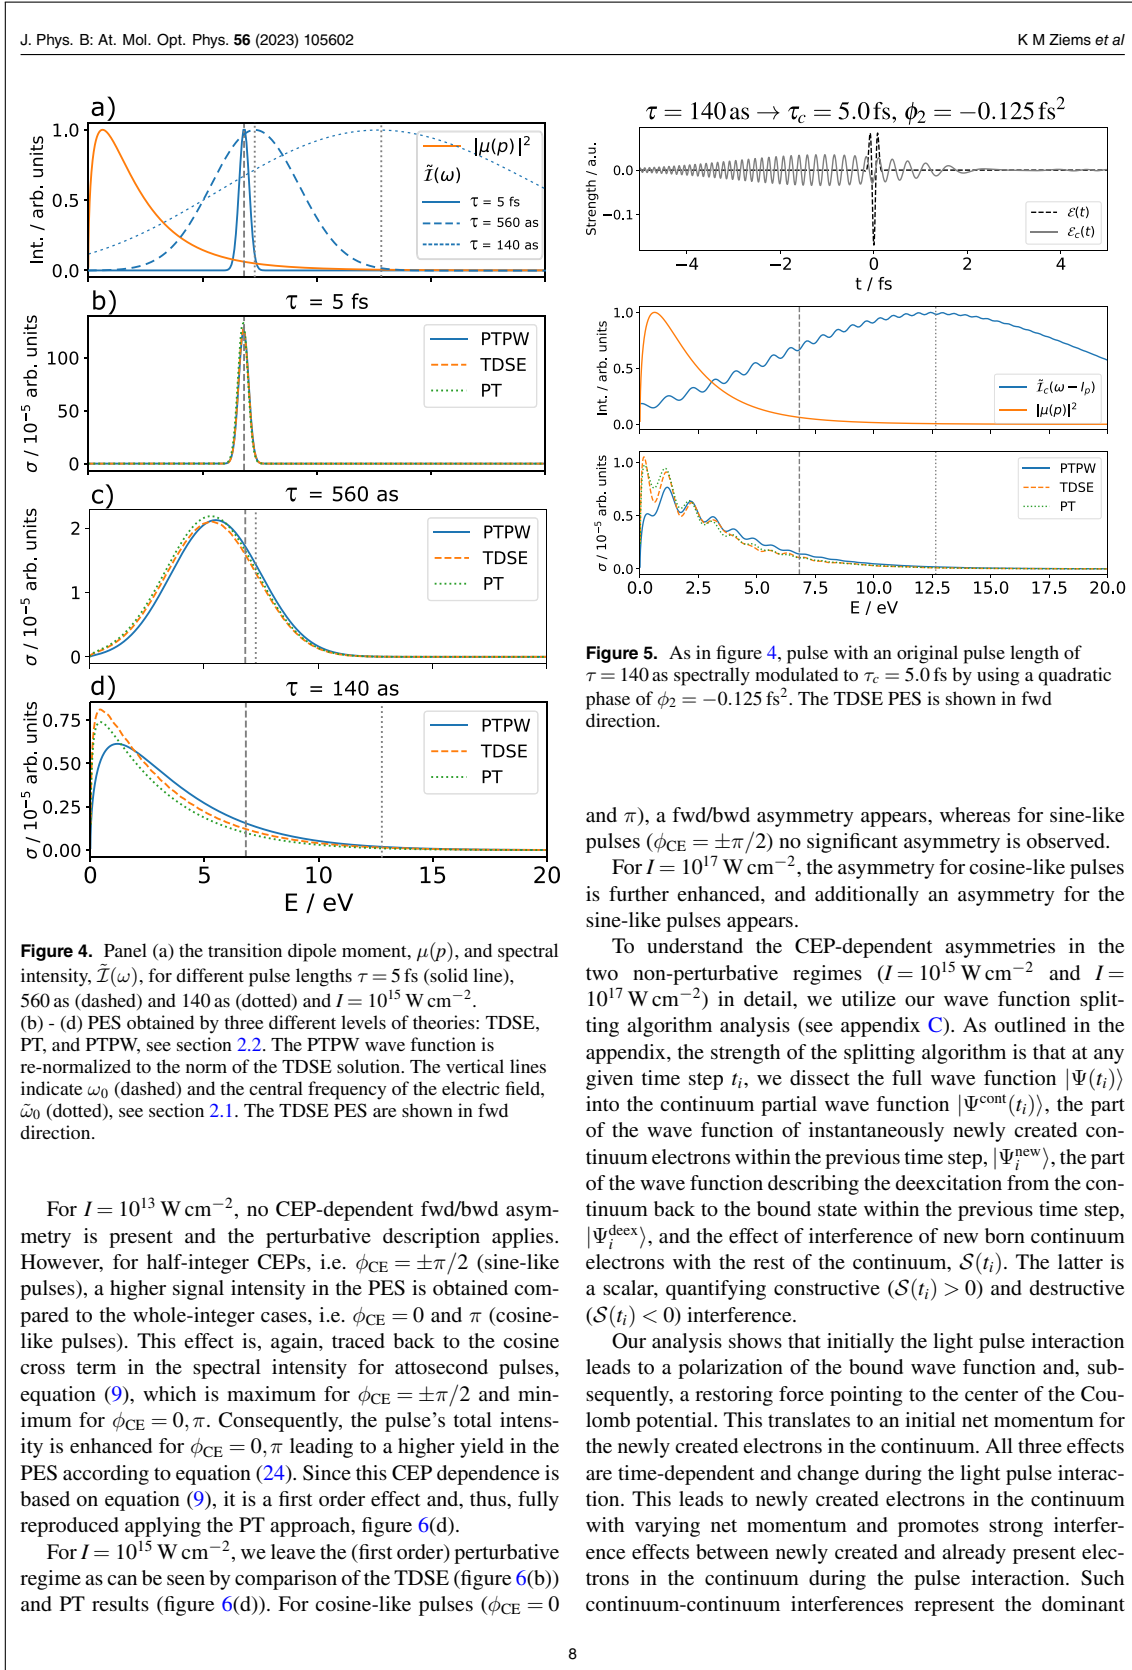 J. Phys. B: At. Mol. Opt. Phys. 56 (2023) 105602
K M Ziems et al
a)
Int. / arb. units
1.0
0.5
0.0
|μ(p)|²
Ĩ(ω)
τ = 5 fs
τ = 560 as
τ = 140 as
b)
τ = 5 fs
σ / 10⁻⁵ arb. units
100
50
0
PTPW
TDSE
PT
c)
τ = 560 as
σ / 10⁻⁵ arb. units
2
1
0
PTPW
TDSE
PT
0 5 10 15 20
d)
τ = 140 as
σ / 10⁻⁵ arb. units
0.75
0.50
0.25
0.00
PTPW
TDSE
PT
0 5 10 15 20
E / eV
Figure 4. Panel (a) the transition dipole moment, μ(p), and spectral
intensity, Ĩ(ω), for different pulse lengths τ = 5 fs (solid line),
560 as (dashed) and 140 as (dotted) and I = 10¹⁵ W cm⁻².
(b) - (d) PES obtained by three different levels of theories: TDSE,
PT, and PTPW, see section 2.2. The PTPW wave function is
re-normalized to the norm of the TDSE solution. The vertical lines
indicate ω₀ (dashed) and the central frequency of the electric field,
ω̃₀ (dotted), see section 2.1. The TDSE PES are shown in fwd
direction.
For I = 10¹³ W cm⁻², no CEP-dependent fwd/bwd asym-
metry is present and the perturbative description applies.
However, for half-integer CEPs, i.e. ϕCE = ±π/2 (sine-like
pulses), a higher signal intensity in the PES is obtained com-
pared to the whole-integer cases, i.e. ϕCE = 0 and π (cosine-
like pulses). This effect is, again, traced back to the cosine
cross term in the spectral intensity for attosecond pulses,
equation (9), which is maximum for ϕCE = ±π/2 and min-
imum for ϕCE = 0, π. Consequently, the pulse's total intens-
ity is enhanced for ϕCE = 0, π leading to a higher yield in the
PES according to equation (24). Since this CEP dependence is
based on equation (9), it is a first order effect and, thus, fully
reproduced applying the PT approach, figure 6(d).
For I = 10¹⁵ W cm⁻², we leave the (first order) perturbative
regime as can be seen by comparison of the TDSE (figure 6(b))
and PT results (figure 6(d)). For cosine-like pulses (ϕCE = 0
τ = 140 as → τc = 5.0 fs, ϕ₂ = −0.125 fs²
Strength / a.u.
0.0
−0.1
ℰ(t)
ℰc(t)
−4 −2 0 2 4
t / fs
Int. / arb. units
1.0
0.5
0.0
Ĩc(ω − Ip)
|μ(p)|²
σ / 10⁻⁵ arb. units
1.0
0.5
0.0
PTPW
TDSE
PT
0.0 2.5 5.0 7.5 10.0 12.5 15.0 17.5 20.0
E / eV
Figure 5. As in figure 4, pulse with an original pulse length of
τ = 140 as spectrally modulated to τc = 5.0 fs by using a quadratic
phase of ϕ₂ = −0.125 fs². The TDSE PES is shown in fwd
direction.
and π), a fwd/bwd asymmetry appears, whereas for sine-like
pulses (ϕCE = ±π/2) no significant asymmetry is observed.
For I = 10¹⁷ W cm⁻², the asymmetry for cosine-like pulses
is further enhanced, and additionally an asymmetry for the
sine-like pulses appears.
To understand the CEP-dependent asymmetries in the
two non-perturbative regimes (I = 10¹⁵ W cm⁻² and I =
10¹⁷ W cm⁻²) in detail, we utilize our wave function split-
ting algorithm analysis (see appendix C). As outlined in the
appendix, the strength of the splitting algorithm is that at any
given time step tᵢ, we dissect the full wave function |Ψ(tᵢ)⟩
into the continuum partial wave function |Ψᶜᵒⁿᵗ(tᵢ)⟩, the part
of the wave function of instantaneously newly created con-
tinuum electrons within the previous time step, |Ψᵢⁿᵉʷ⟩, the part
of the wave function describing the deexcitation from the con-
tinuum back to the bound state within the previous time step,
|Ψᵢᵈᵉᵉˣ⟩, and the effect of interference of new born continuum
electrons with the rest of the continuum, 𝒮(tᵢ). The latter is
a scalar, quantifying constructive (𝒮(tᵢ) > 0) and destructive
(𝒮(tᵢ) < 0) interference.
Our analysis shows that initially the light pulse interaction
leads to a polarization of the bound wave function and, sub-
sequently, a restoring force pointing to the center of the Cou-
lomb potential. This translates to an initial net momentum for
the newly created electrons in the continuum. All three effects
are time-dependent and change during the light pulse interac-
tion. This leads to newly created electrons in the continuum
with varying net momentum and promotes strong interfer-
ence effects between newly created and already present elec-
trons in the continuum during the pulse interaction. Such
continuum-continuum interferences represent the dominant
8